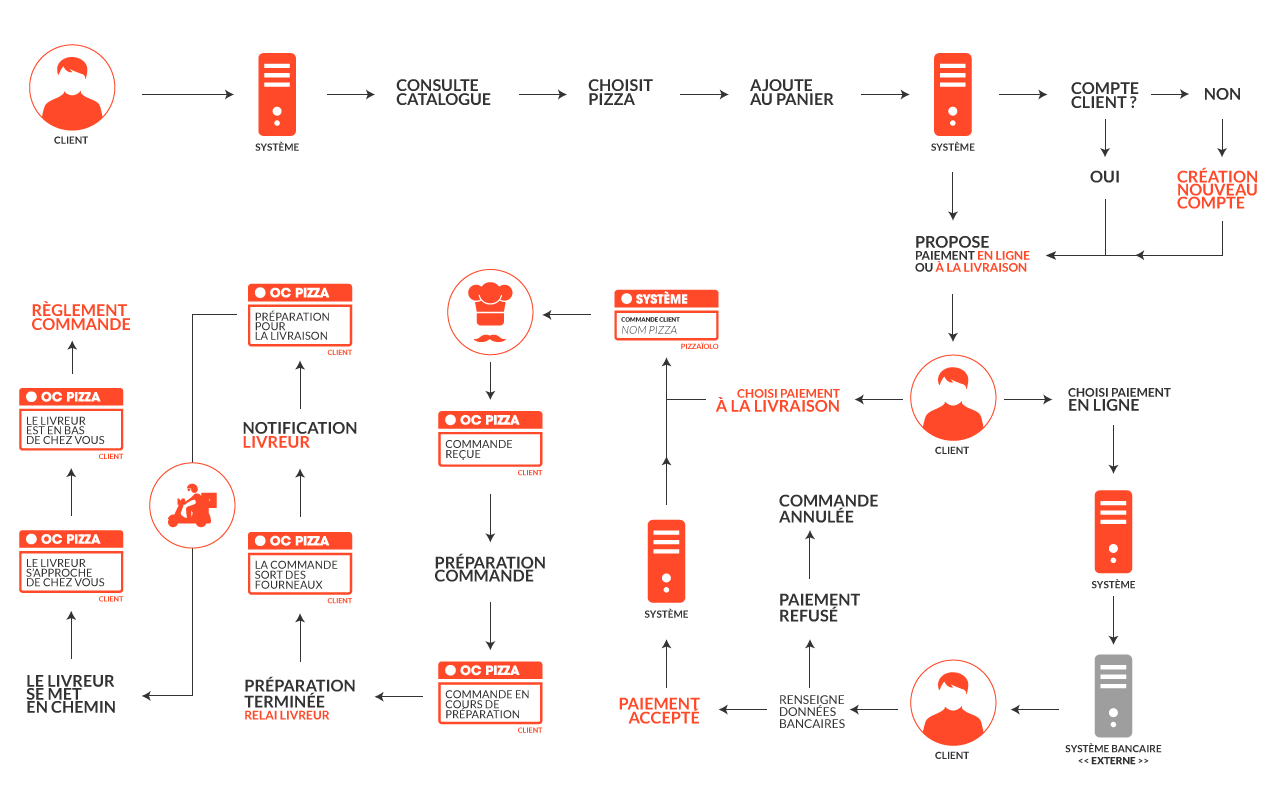 CLIENT
SYSTÈME
CONSULTE
CATALOGUE
CHOISIT
PIZZA
AJOUTE
AU PANIER
SYSTÈME
COMPTE
CLIENT ?
NON
OUI
CRÉATION
NOUVEAU
COMPTE
PROPOSE
PAIEMENT EN LIGNE
OU À LA LIVRAISON
CLIENT
CHOISI PAIEMENT
EN LIGNE
SYSTÈME
SYSTÈME BANCAIRE
<< EXTERNE >>
CLIENT
RENSEIGNE
DONNÉES
BANCAIRES
PAIEMENT
REFUSÉ
COMMANDE
ANNULÉE
PAIEMENT
ACCEPTÉ
SYSTÈME
CHOISI PAIEMENT
À LA LIVRAISON
SYSTÈME
COMMANDE CLIENT
NOM PIZZA
PIZZAÏOLO
OC PIZZA
COMMANDE
REÇUE
CLIENT
PRÉPARATION
COMMANDE
OC PIZZA
COMMANDE EN
COURS DE
PRÉPARATION
CLIENT
PRÉPARATION
TERMINÉE
RELAI LIVREUR
OC PIZZA
LA COMMANDE
SORT DES
FOURNEAUX
CLIENT
NOTIFICATION
LIVREUR
OC PIZZA
PRÉPARATION
POUR
LA LIVRAISON
CLIENT
LE LIVREUR
SE MET
EN CHEMIN
OC PIZZA
LE LIVREUR
S'APPROCHE
DE CHEZ VOUS
CLIENT
OC PIZZA
LE LIVREUR
EST EN BAS
DE CHEZ VOUS
CLIENT
RÈGLEMENT
COMMANDE